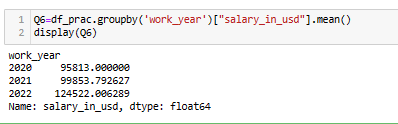 1 Q6=df_prac.groupby('work_year')["salary_in_usd"].mean()
2 display(Q6)
work_year
2020 95813.000000
2021 99853.792627
2022 124522.006289
Name: salary_in_usd, dtype: float64